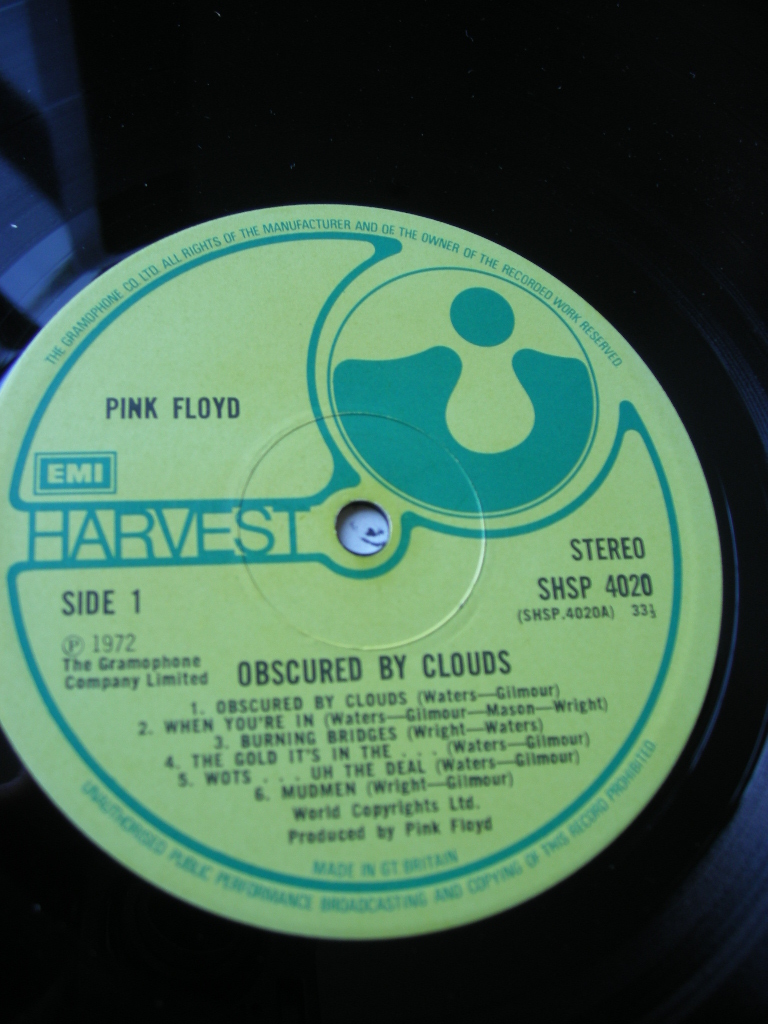 THE GRAMOPHONE CO. LTD. ALL RIGHTS OF THE MANUFACTURER AND OF THE OWNER OF THE RECORDED WORK RESERVED
PINK FLOYD
EMI
HARVEST
STEREO
SHSP 4020
(SHSP.4020A) 33⅓
SIDE 1
Ⓟ 1972
The Gramophone
Company Limited
OBSCURED BY CLOUDS
1. OBSCURED BY CLOUDS (Waters—Gilmour)
2. WHEN YOU'RE IN (Waters—Gilmour—Mason—Wright)
3. BURNING BRIDGES (Wright—Waters)
4. THE GOLD IT'S IN THE . . . (Waters—Gilmour)
5. WOTS . . . UH THE DEAL (Waters—Gilmour)
6. MUDMEN (Wright—Gilmour)
World Copyrights Ltd.
Produced by Pink Floyd
MADE IN GT. BRITAIN
UNAUTHORISED PUBLIC PERFORMANCE BROADCASTING AND COPYING OF THIS RECORD PROHIBITED